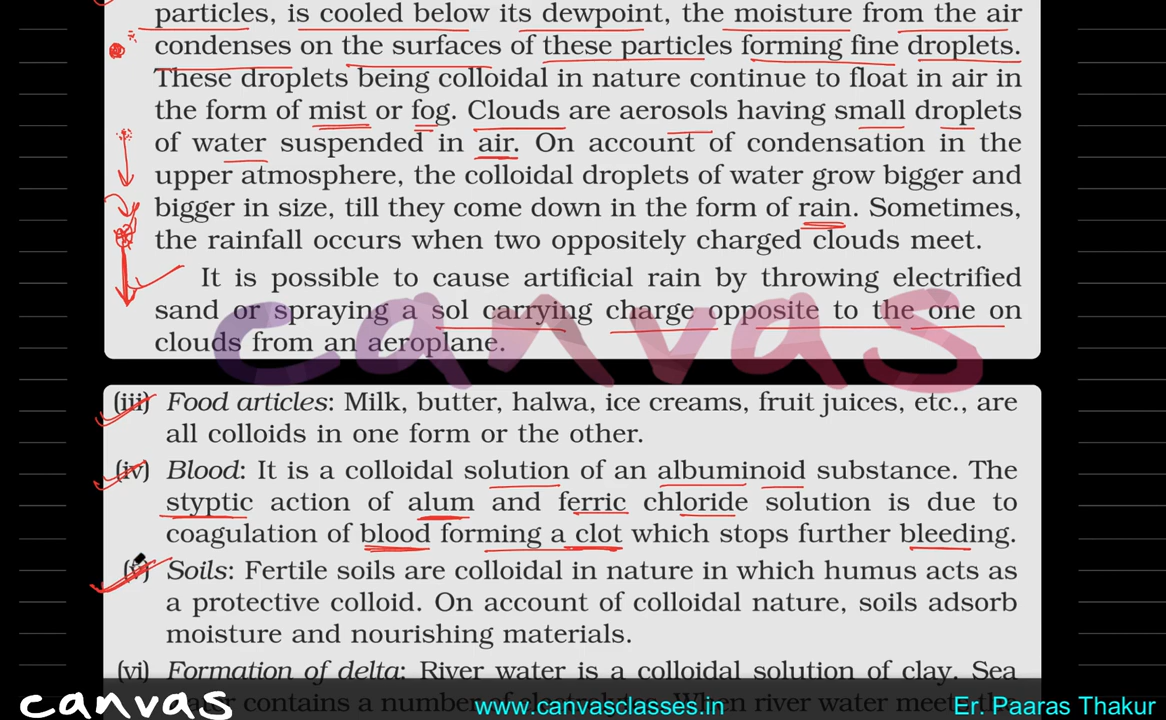 particles, is cooled below its dewpoint, the moisture from the air
condenses on the surfaces of these particles forming fine droplets.
These droplets being colloidal in nature continue to float in air in
the form of mist or fog. Clouds are aerosols having small droplets
of water suspended in air. On account of condensation in the
upper atmosphere, the colloidal droplets of water grow bigger and
bigger in size, till they come down in the form of rain. Sometimes,
the rainfall occurs when two oppositely charged clouds meet.
It is possible to cause artificial rain by throwing electrified
sand or spraying a sol carrying charge opposite to the one on
clouds from an aeroplane.
canvas
(iii) Food articles: Milk, butter, halwa, ice creams, fruit juices, etc., are
all colloids in one form or the other.
(iv) Blood: It is a colloidal solution of an albuminoid substance. The
styptic action of alum and ferric chloride solution is due to
coagulation of blood forming a clot which stops further bleeding.
(v) Soils: Fertile soils are colloidal in nature in which humus acts as
a protective colloid. On account of colloidal nature, soils adsorb
moisture and nourishing materials.
(vi) Formation of delta: River water is a colloidal solution of clay. Sea
water contains a number of electrolytes. When river water meets the
canvas www.canvasclasses.in Er. Paaras Thakur